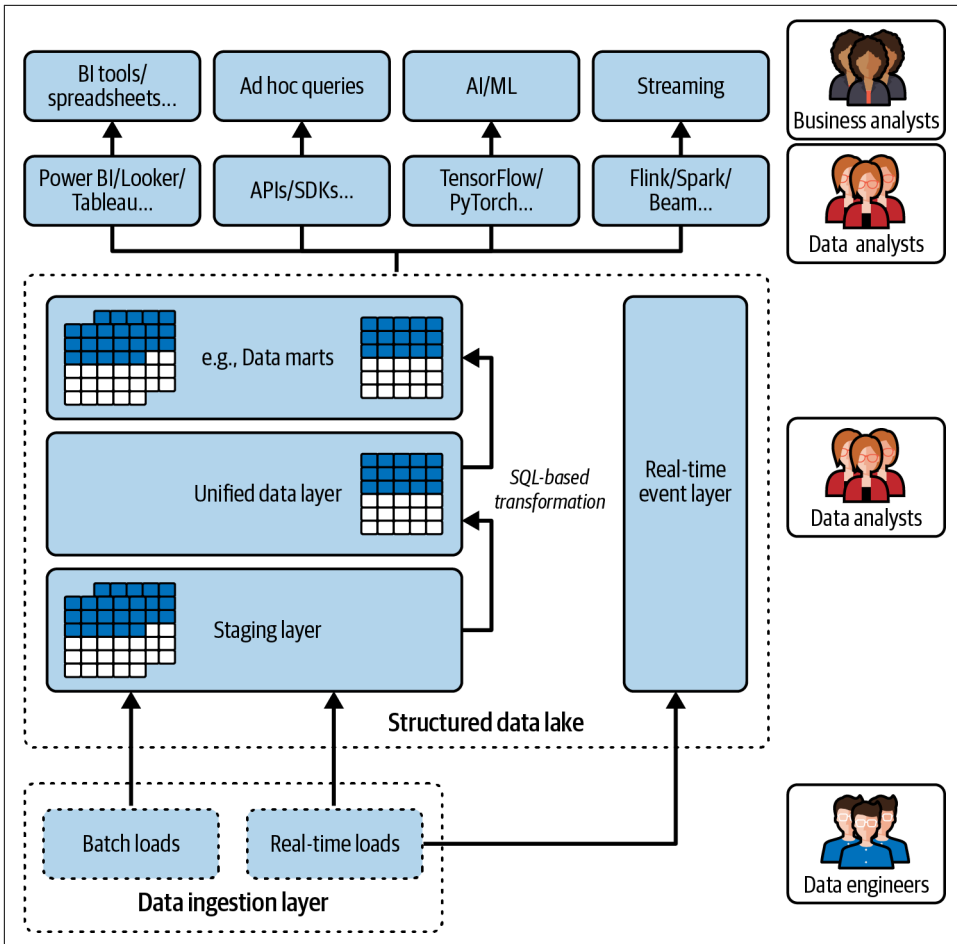 BI tools/
spreadsheets...
Ad hoc queries
AI/ML
Streaming
Business analysts
Power BI/Looker/
Tableau...
APIs/SDKs...
TensorFlow/
PyTorch...
Flink/Spark/
Beam...
Data analysts
e.g., Data marts
Unified data layer
SQL-based
transformation
Real-time
event layer
Data analysts
Staging layer
Structured data lake
Batch loads
Real-time loads
Data ingestion layer
Data engineers